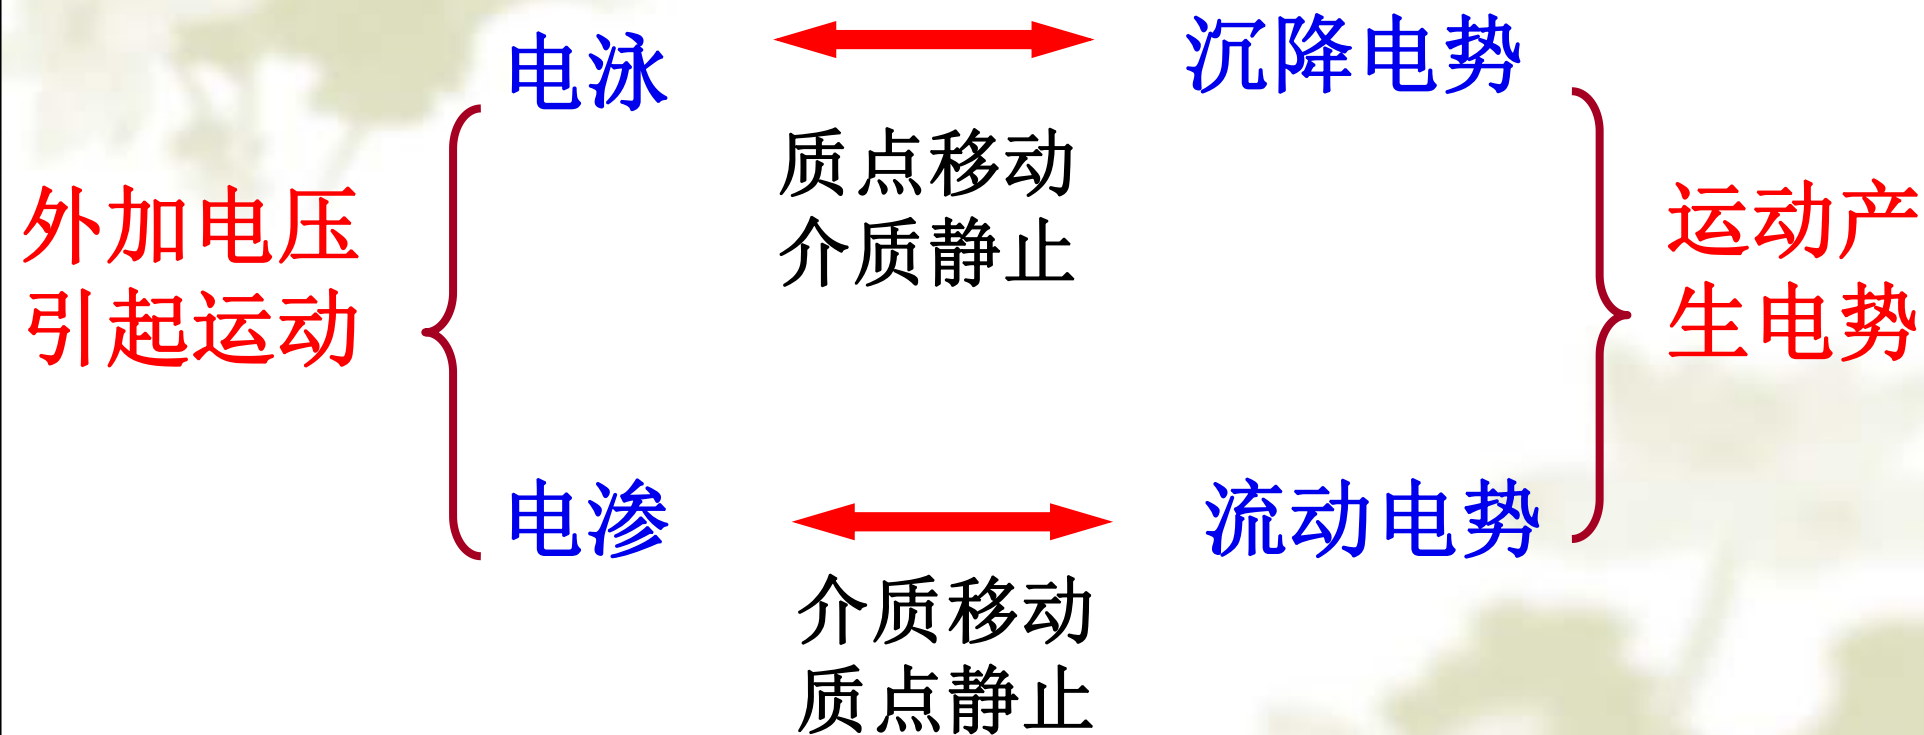 电泳
沉降电势
质点移动
介质静止
外加电压
引起运动
运动产
生电势
电渗
流动电势
介质移动
质点静止